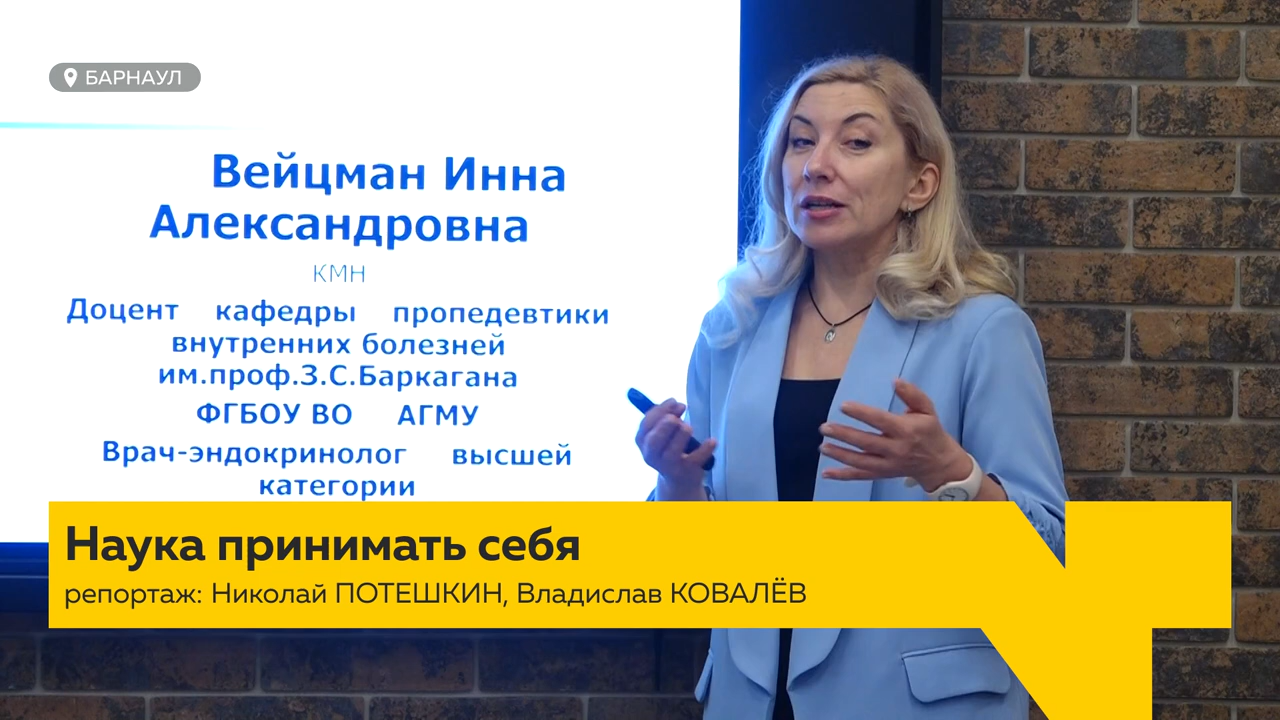 БАРНАУЛ
Вейцман Инна
Александровна
КМН
Доцент кафедры пропедевтики
внутренних болезней
им.проф.З.С.Баркагана
ФГБОУ ВО АГМУ
Врач-эндокринолог высшей
категории
Наука принимать себя
репортаж: Николай ПОТЕШКИН, Владислав КОВАЛЁВ